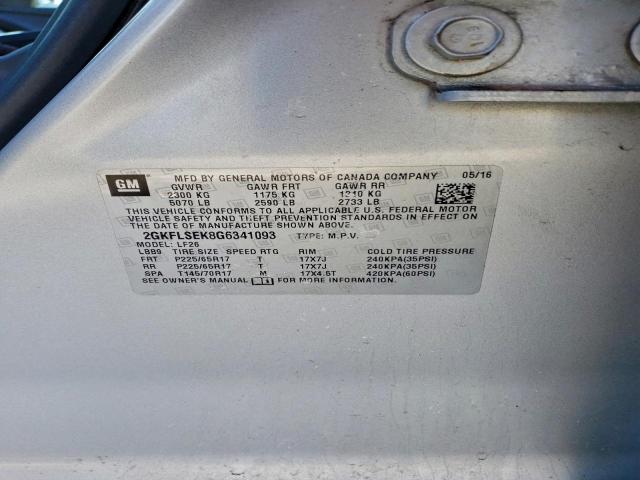 GM
MFD BY GENERAL MOTORS OF CANADA COMPANY 05/16
GVWR GAWR FRT GAWR RR
2300 KG 1175 KG 1240 KG
5070 LB 2590 LB 2733 LB
THIS VEHICLE CONFORMS TO ALL APPLICABLE U.S. FEDERAL MOTOR
VEHICLE SAFETY AND THEFT PREVENTION STANDARDS IN EFFECT ON
THE DATE OF MANUFACTURE SHOWN ABOVE.
2GKFLSEK8G6341093 TYPE: M.P.V.
MODEL: LF26
L8B9 TIRE SIZE SPEED RTG RIM COLD TIRE PRESSURE
FRT P225/65R17 T 17X7J 240KPA(35PSI)
RR P225/65R17 T 17X7J 240KPA(35PSI)
SPA T145/70R17 M 17X4.5T 420KPA(60PSI)
SEE OWNER'S MANUAL FOR MORE INFORMATION.